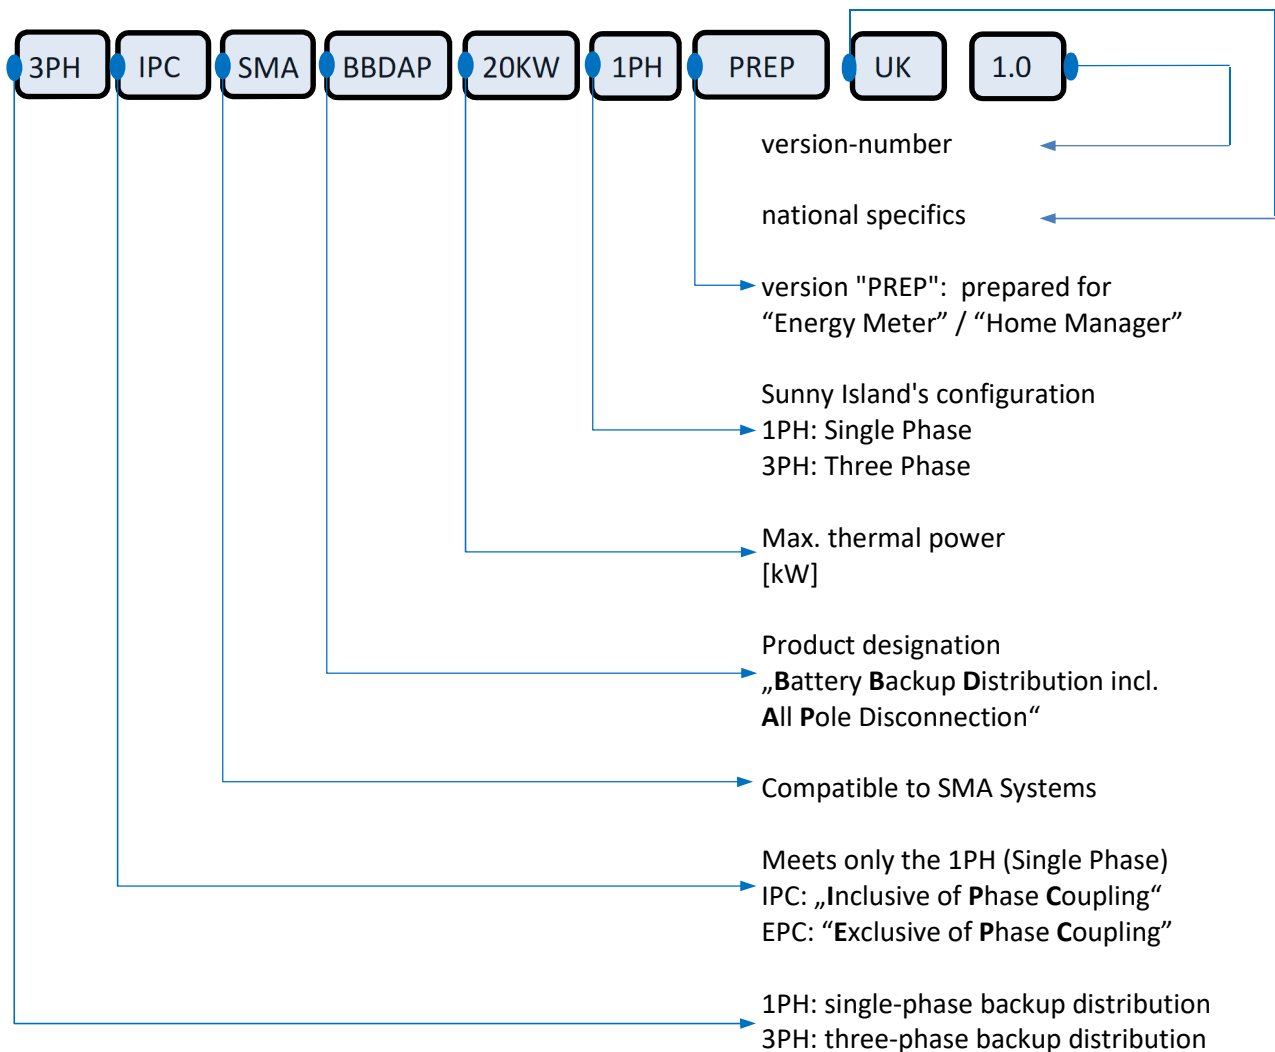 3PH IPC SMA BBDAP 20KW 1PH PREP UK 1.0
version-number
national specifics
version "PREP":  prepared for
“Energy Meter” / “Home Manager”
Sunny Island's configuration
1PH: Single Phase
3PH: Three Phase
Max. thermal power
[kW]
Product designation
„Battery Backup Distribution incl.
All Pole Disconnection“
Compatible to SMA Systems
Meets only the 1PH (Single Phase)
IPC: „Inclusive of Phase Coupling“
EPC: “Exclusive of Phase Coupling”
1PH: single-phase backup distribution
3PH: three-phase backup distribution